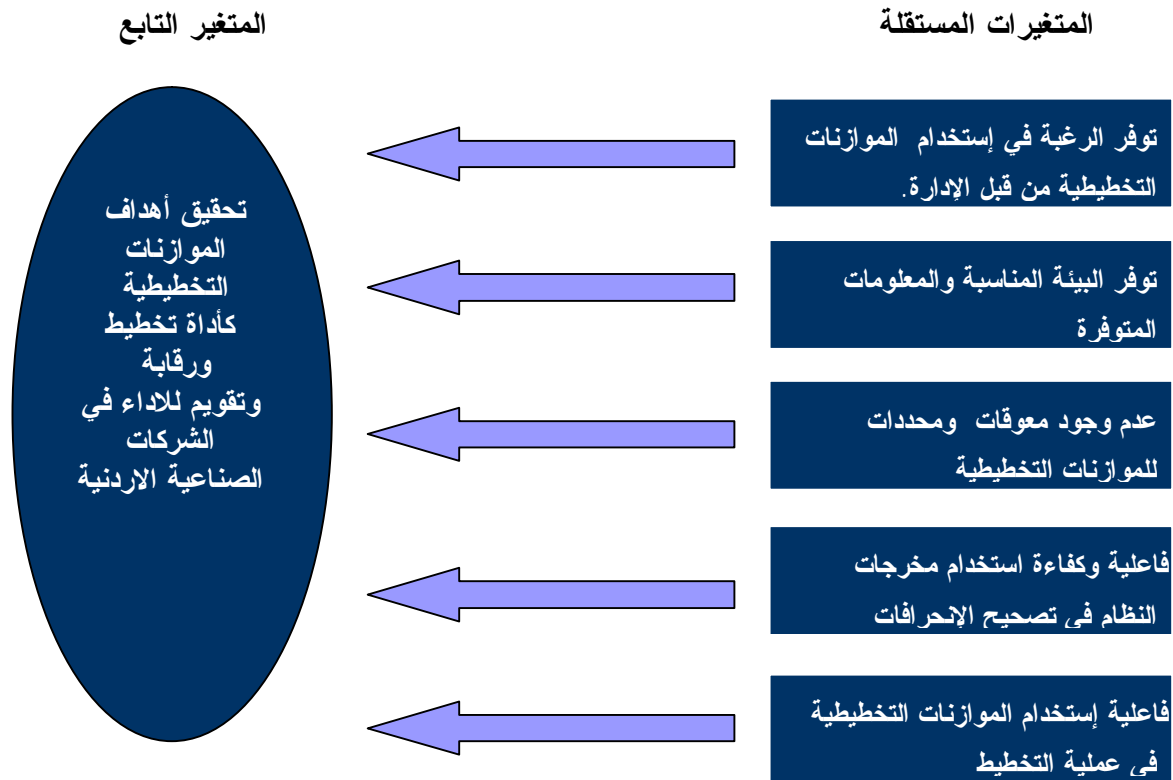 المتغيرات المستقلة
المتغير التابع
توفر الرغبة في إستخدام الموازنات
التخطيطية من قبل الإدارة.
توفر البيئة المناسبة والمعلومات
المتوفرة
عدم وجود معوقات ومحددات
للموازنات التخطيطية
فاعلية وكفاءة استخدام مخرجات
النظام في تصحيح الإنحرافات
فاعلية إستخدام الموازنات التخطيطية
في عملية التخطيط
تحقيق أهداف
الموازنات
التخطيطية
كأداة تخطيط
ورقابة
وتقويم للاداء في
الشركات
الصناعية الاردنية